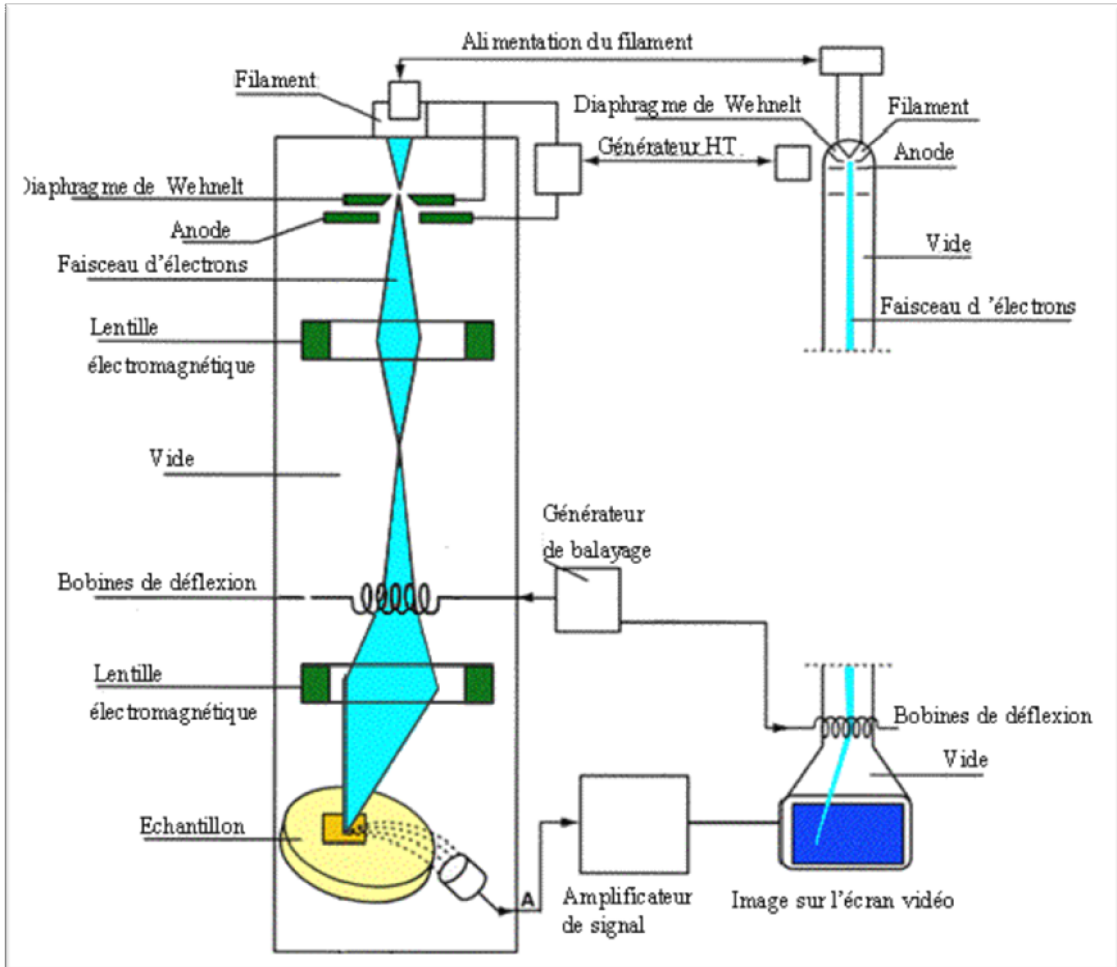 Alimentation du filament
Filament
Diaphragme de Wehnelt
Filament
Générateur HT
Anode
Diaphragme de Wehnelt
Anode
Vide
Faisceau d'électrons
Faisceau d 'électrons
Lentille
électromagnétique
Vide
Générateur
de balayage
Bobines de déflexion
Lentille
électromagnétique
Bobines de déflexion
Vide
Echantillon
A
Amplificateur
de signal
Image sur l'écran vidéo